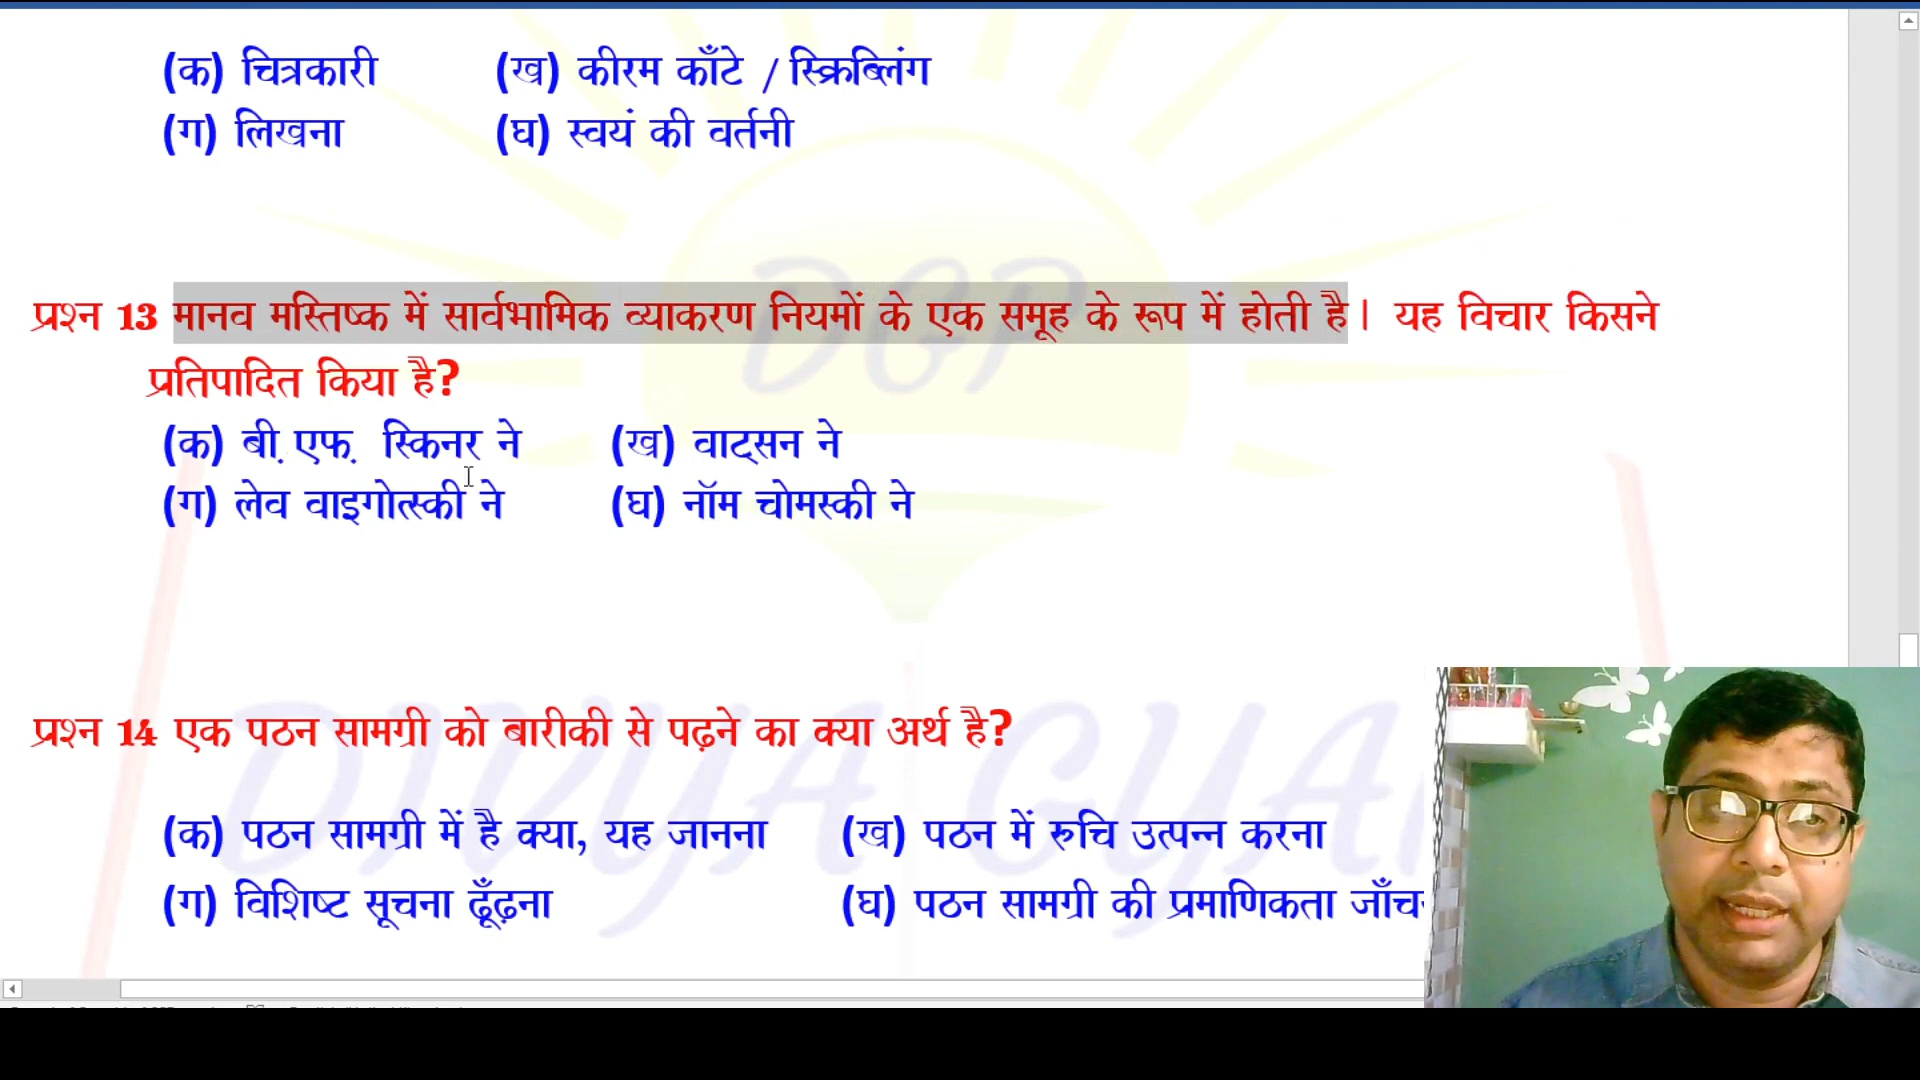 (क) चित्रकारी (ख) कीरम काँटे / स्क्रिब्लिंग
(ग) लिखना (घ) स्वयं की वर्तनी
प्रश्न 13 मानव मस्तिष्क में सार्वभामिक व्याकरण नियमों के एक समूह के रूप में होती है। यह विचार किसने
प्रतिपादित किया है?
(क) बी. एफ. स्किनर ने (ख) वाट्सन ने
(ग) लेव वाइगोत्स्की ने (घ) नॉम चोमस्की ने
DGP
प्रश्न 14 एक पठन सामग्री को बारीकी से पढ़ने का क्या अर्थ है?
(क) पठन सामग्री में है क्या, यह जानना (ख) पठन में रुचि उत्पन्न करना
(ग) विशिष्ट सूचना ढूँढ़ना (घ) पठन सामग्री की प्रमाणिकता
DIVYA